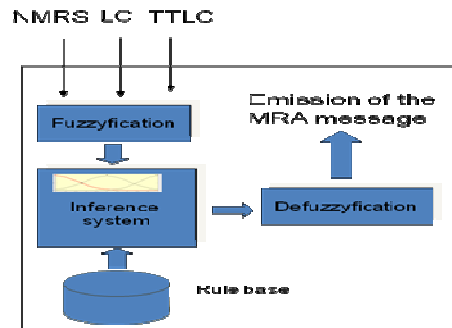 NMRS LC TTLC
Emission of the
MRA message
Fuzzyfication
Inference
system
Defuzzyfication
Rule base